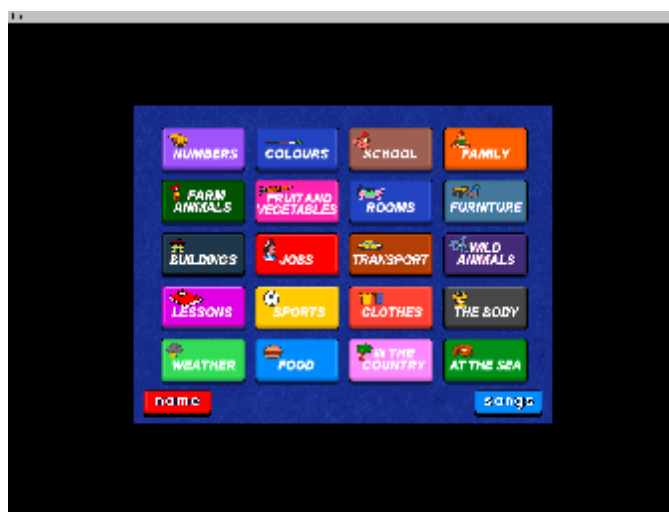 NUMBERS
COLOURS
SCHOOL
FAMILY
FARM
ANIMALS
FRUIT AND
VEGETABLES
ROOMS
FURNITURE
BUILDINGS
JOBS
TRANSPORT
WILD
ANIMALS
LESSONS
SPORTS
CLOTHES
THE BODY
WEATHER
FOOD
IN THE
COUNTRY
AT THE SEA
name
songs